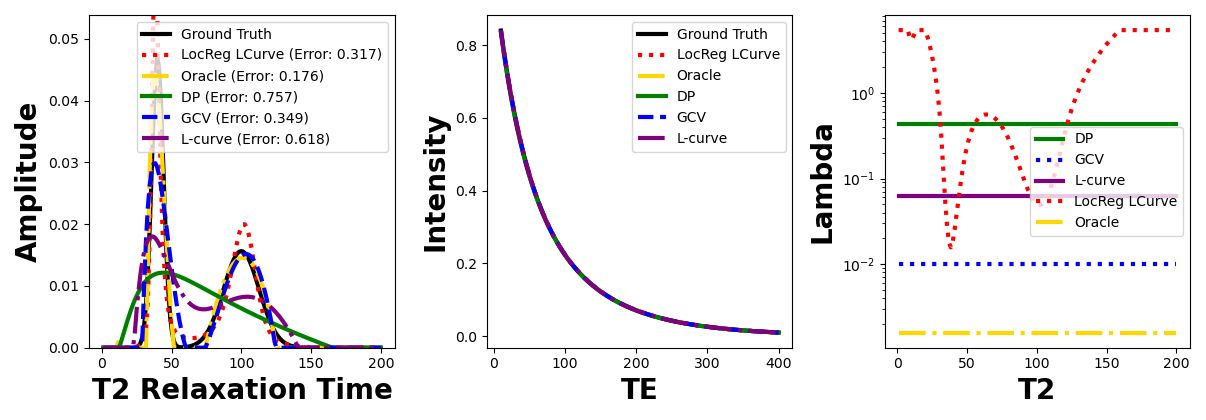 Amplitude
0.05
0.04
0.03
0.02
0.01
0.00
Ground Truth
LocReg LCurve (Error: 0.317)
Oracle (Error: 0.176)
DP (Error: 0.757)
GCV (Error: 0.349)
L-curve (Error: 0.618)
0 50 100 150 200
T2 Relaxation Time
Intensity
0.8
0.6
0.4
0.2
0.0
Ground Truth
LocReg LCurve
Oracle
DP
GCV
L-curve
0 100 200 300 400
TE
Lambda
10⁰
10⁻¹
10⁻²
DP
GCV
L-curve
LocReg LCurve
Oracle
0 50 100 150 200
T2